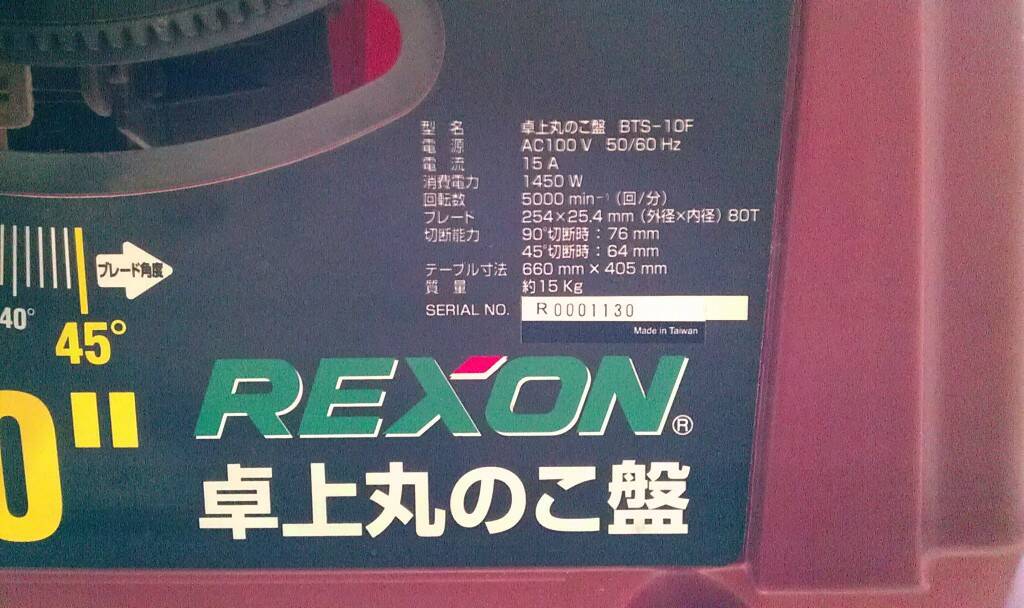 型名 卓上丸のこ盤 BTS-10F
電源 AC100V 50/60 Hz
電流 15 A
消費電力 1450 W
回転数 5000 min⁻¹ (回/分)
ブレード 254×25.4 mm (外径×内径) 80T
切断能力 90°切断時：76 mm
45°切断時：64 mm
テーブル寸法 660 mm × 405 mm
質量 約15 Kg
SERIAL NO. R 0001130
Made in Taiwan
ブレード角度
40°
45°
0"
REXON®
卓上丸のこ盤